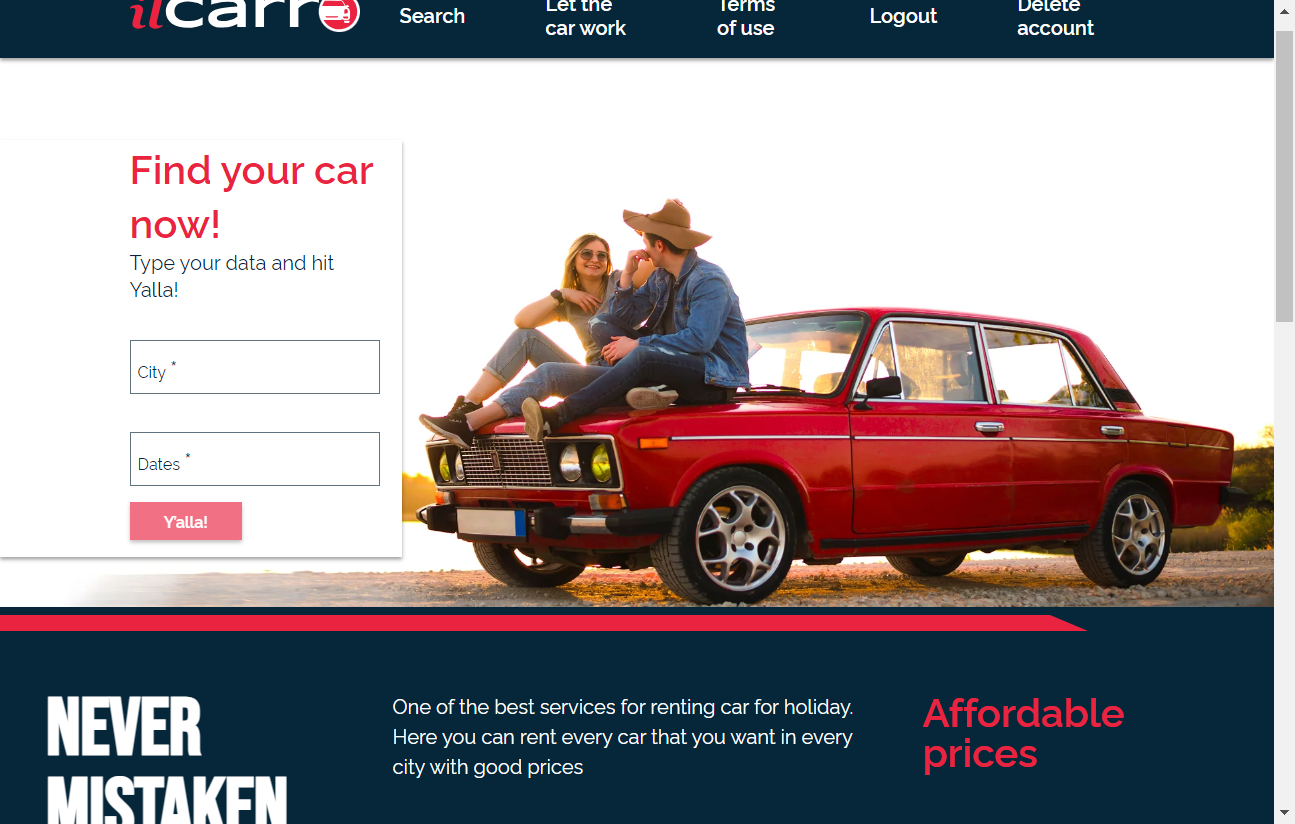 ilcarro
Search
Let the
car work
Terms
of use
Logout
Delete
account
Find your car
now!
Type your data and hit
Yalla!
City *
Dates *
Y'alla!
NEVER
MISTAKEN
One of the best services for renting car for holiday.
Here you can rent every car that you want in every
city with good prices
Affordable
prices